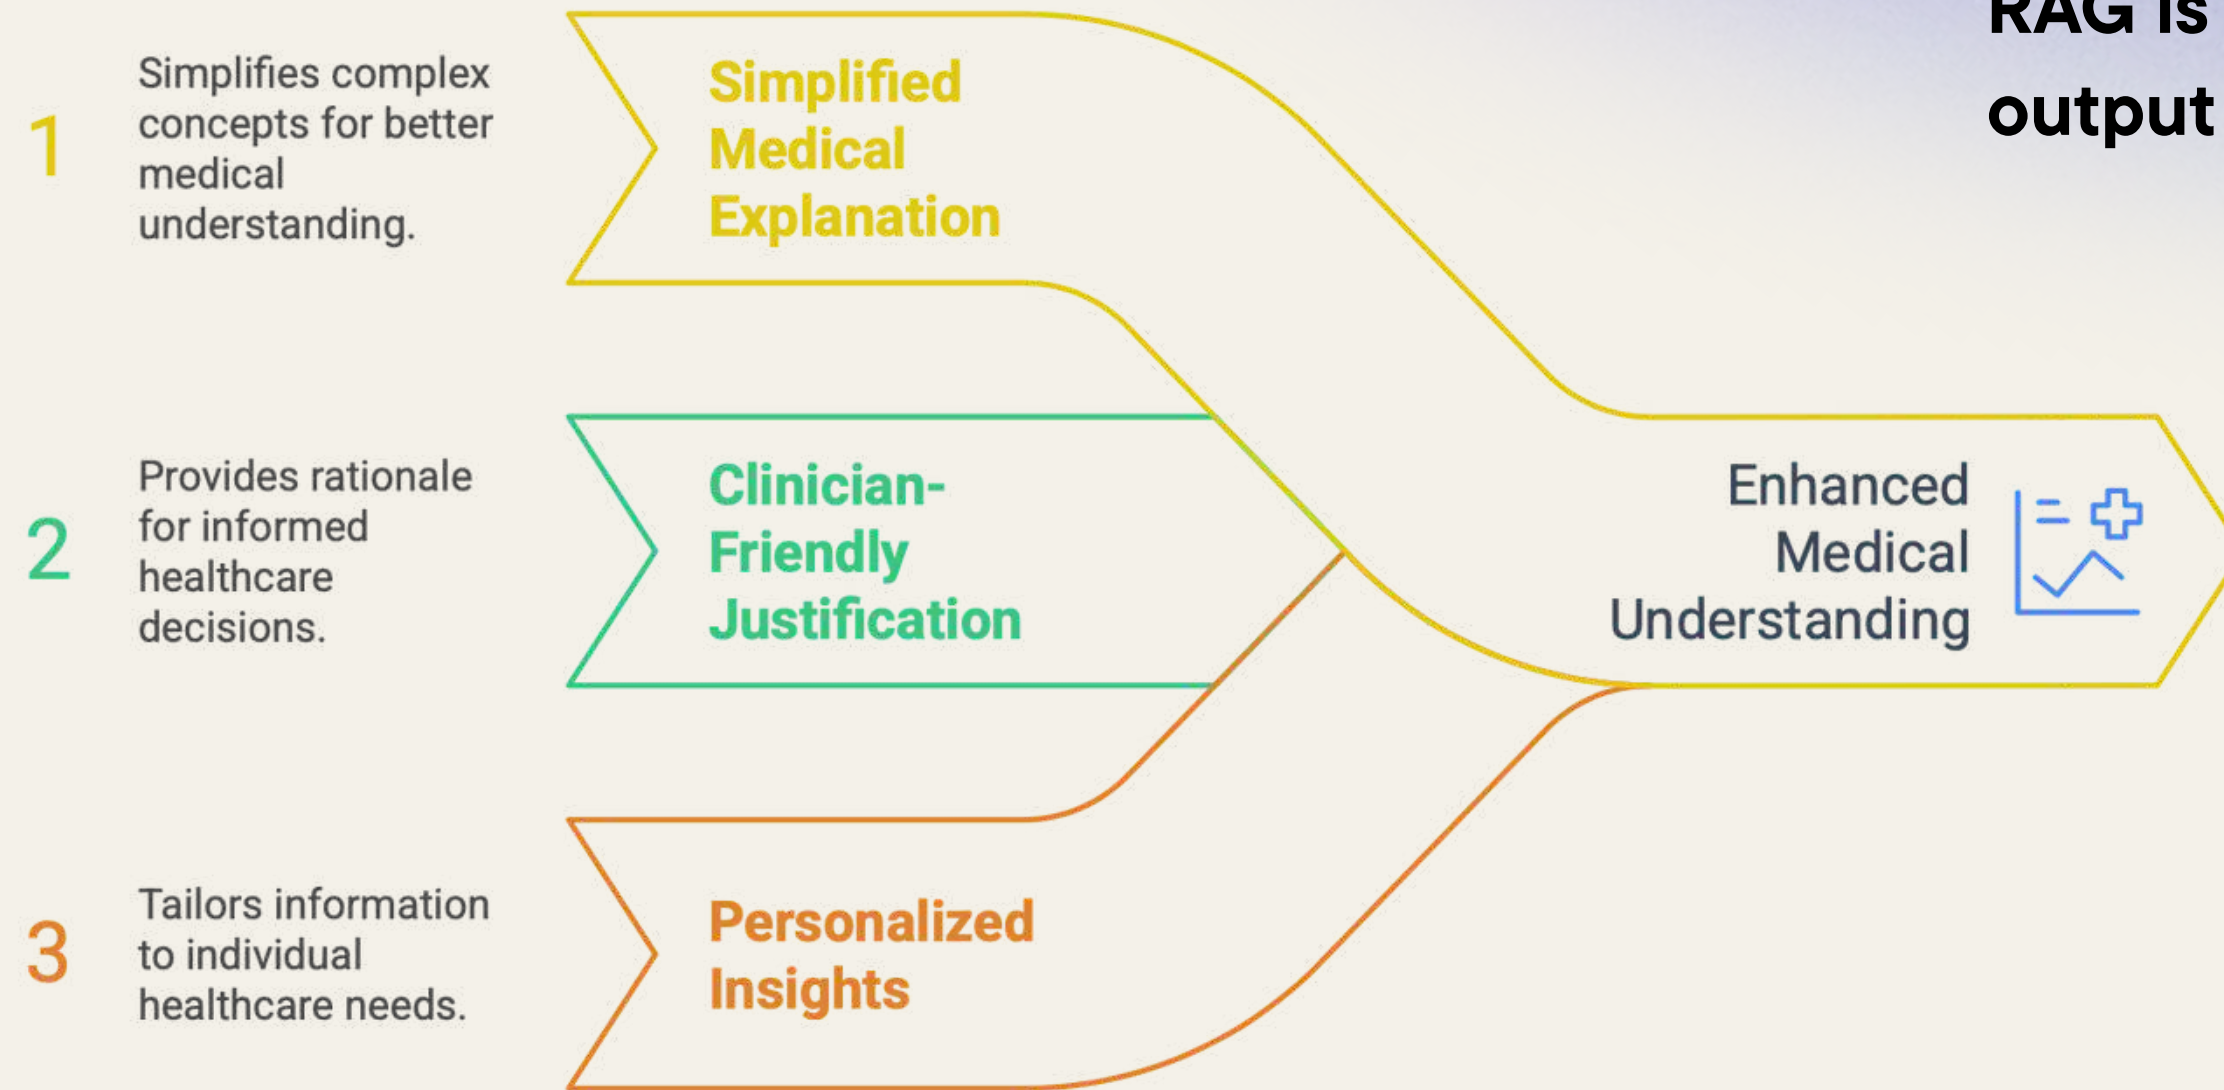 RAG is
output
1
Simplifies complex
concepts for better
medical
understanding.
Simplified
Medical
Explanation
2
Provides rationale
for informed
healthcare
decisions.
Clinician-
Friendly
Justification
Enhanced
Medical
Understanding
3
Tailors information
to individual
healthcare needs.
Personalized
Insights